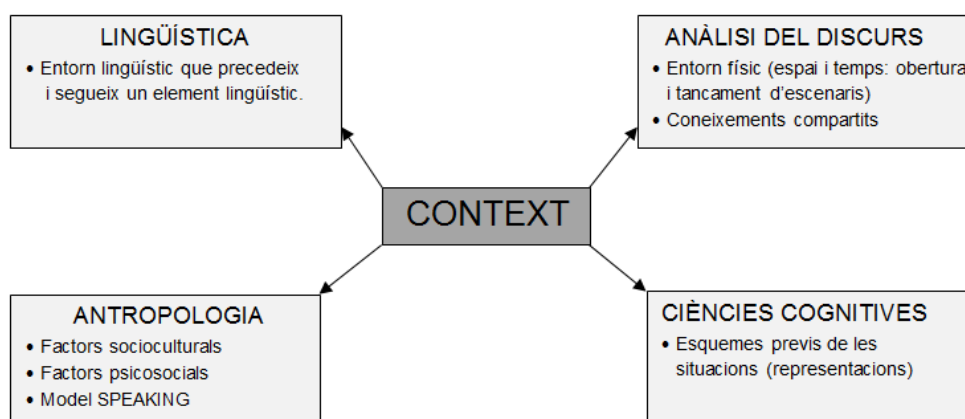 LINGÜÍSTICA
• Entorn lingüístic que precedeix
i segueix un element lingüístic.
ANÀLISI DEL DISCURS
• Entorn físic (espai i temps: obertura
i tancament d'escenaris)
• Coneixements compartits
CONTEXT
ANTROPOLOGIA
• Factors socioculturals
• Factors psicosocials
• Model SPEAKING
CIÈNCIES COGNITIVES
• Esquemes previs de les
situacions (representacions)